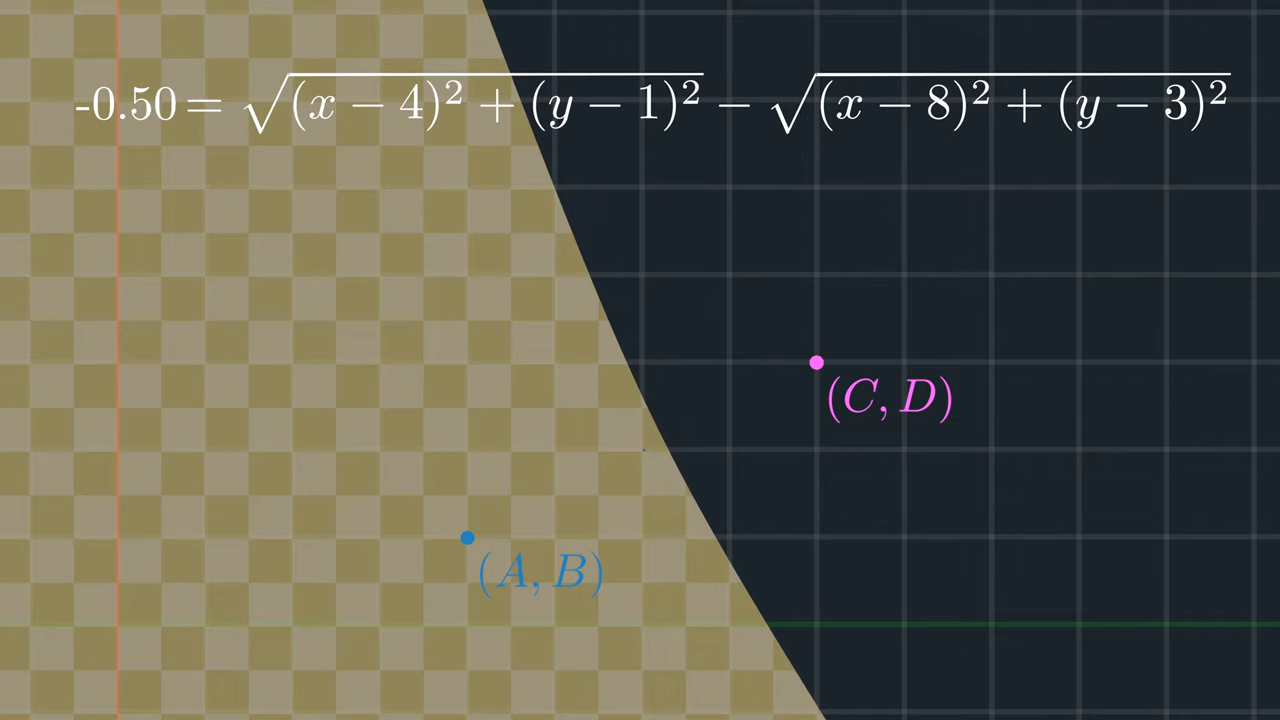 -0.50 = √((x − 4)² + (y − 1)²) − √((x − 8)² + (y − 3)²)
(C, D)
(A, B)